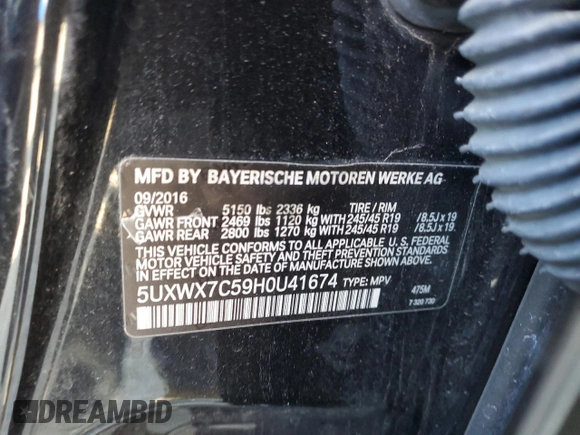 MFD BY BAYERISCHE MOTOREN WERKE AG
09/2016
GVWR 5150 lbs 2336 kg TIRE / RIM
GAWR FRONT 2469 lbs 1120 kg WITH 245/45 R19 /8.5J x 19
GAWR REAR 2800 lbs 1270 kg WITH 245/45 R19 /8.5J x 19
THIS VEHICLE CONFORMS TO ALL APPLICABLE U. S. FEDERAL
MOTOR VEHICLE SAFETY STANDARDS
IN EFFECT ON THE DATE OF MANUFACTURE SHOWN ABOVE.
5UXWX7C59H0U41674 TYPE: MPV
475M
7 320 720
DREAMBID